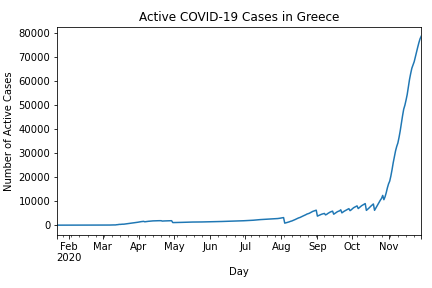 Active COVID-19 Cases in Greece
80000
70000
60000
50000
40000
30000
20000
10000
0
Number of Active Cases
Feb Mar Apr May Jun Jul Aug Sep Oct Nov
2020
Day